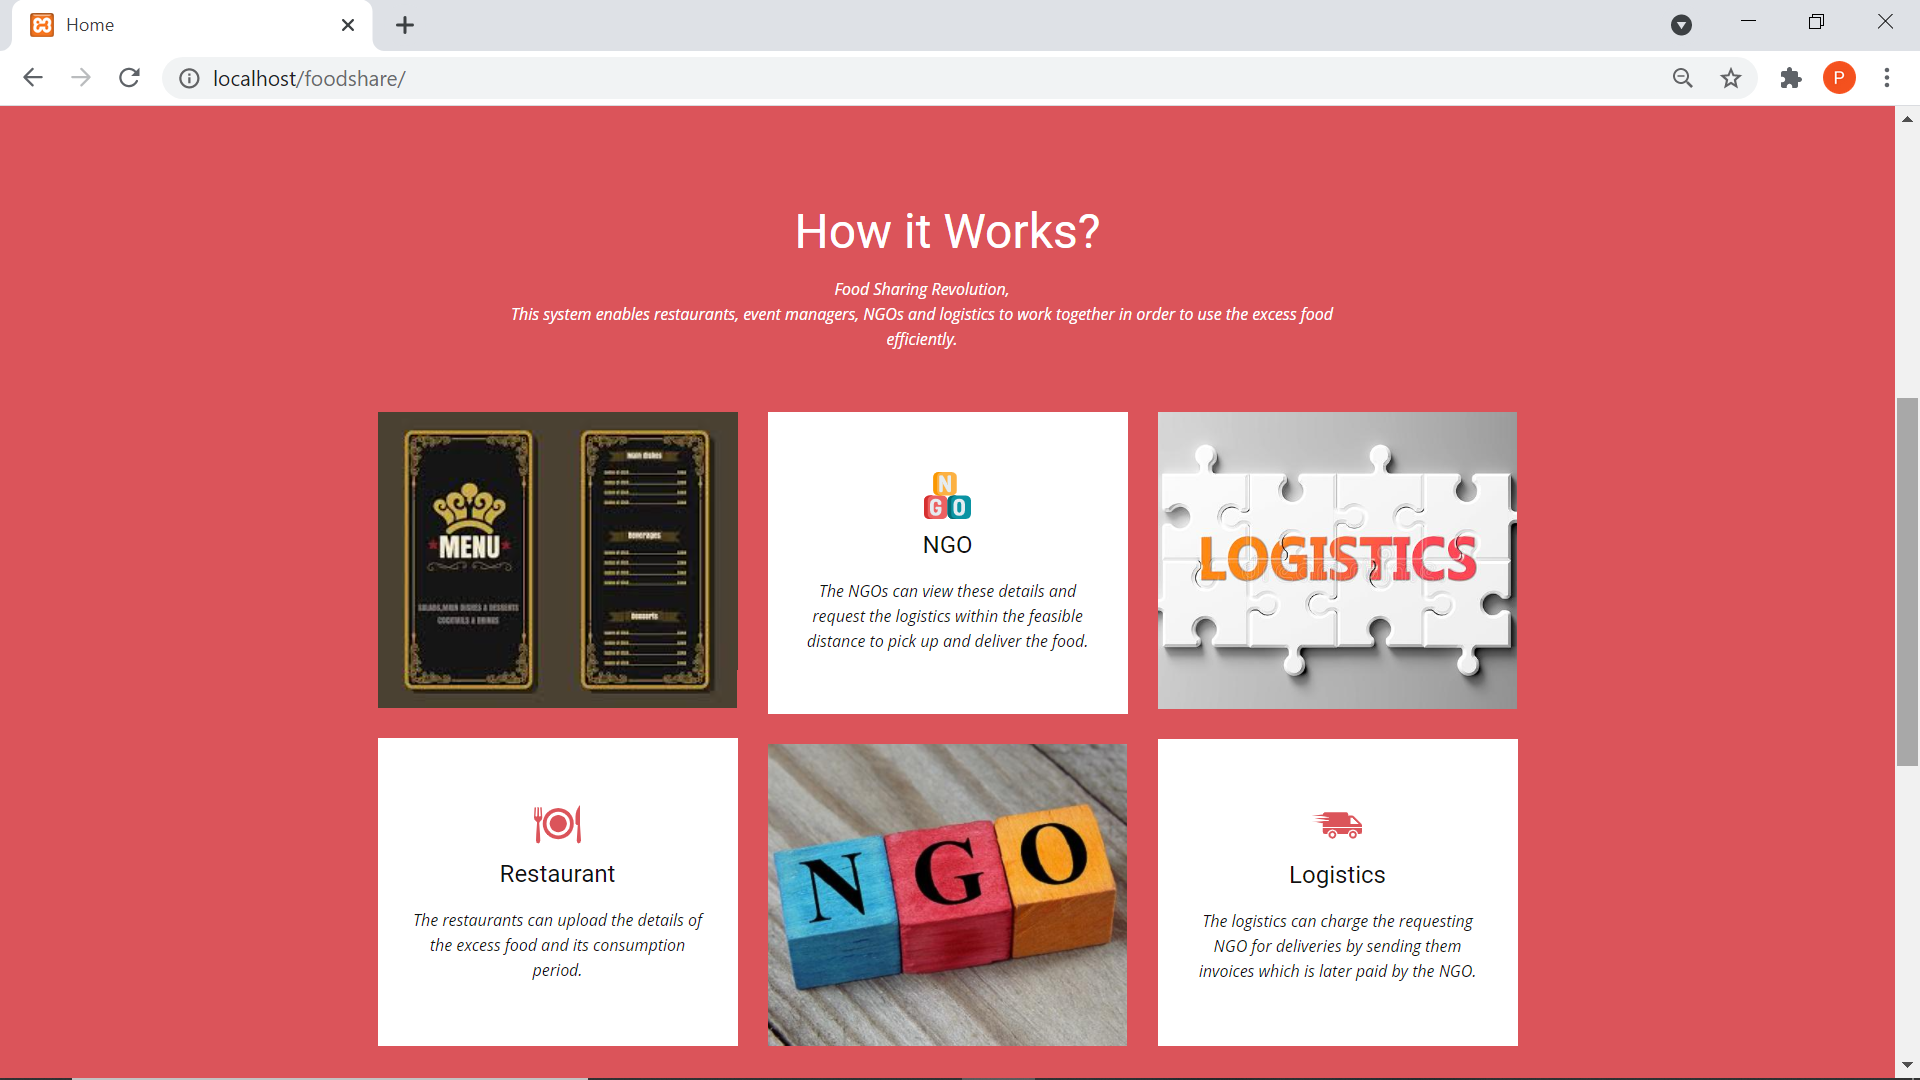 Home
localhost/foodshare/
P
How it Works?
Food Sharing Revolution,
This system enables restaurants, event managers, NGOs and logistics to work together in order to use the excess food
efficiently.
MENU
SALADS,MAIN DISHES & DESSERTS
COCKTAILS & DRINKS
Main dishes
Beverages
Desserts
N
G O
NGO
The NGOs can view these details and
request the logistics within the feasible
distance to pick up and deliver the food.
LOGISTICS
Restaurant
The restaurants can upload the details of
the excess food and its consumption
period.
N G O
Logistics
The logistics can charge the requesting
NGO for deliveries by sending them
invoices which is later paid by the NGO.